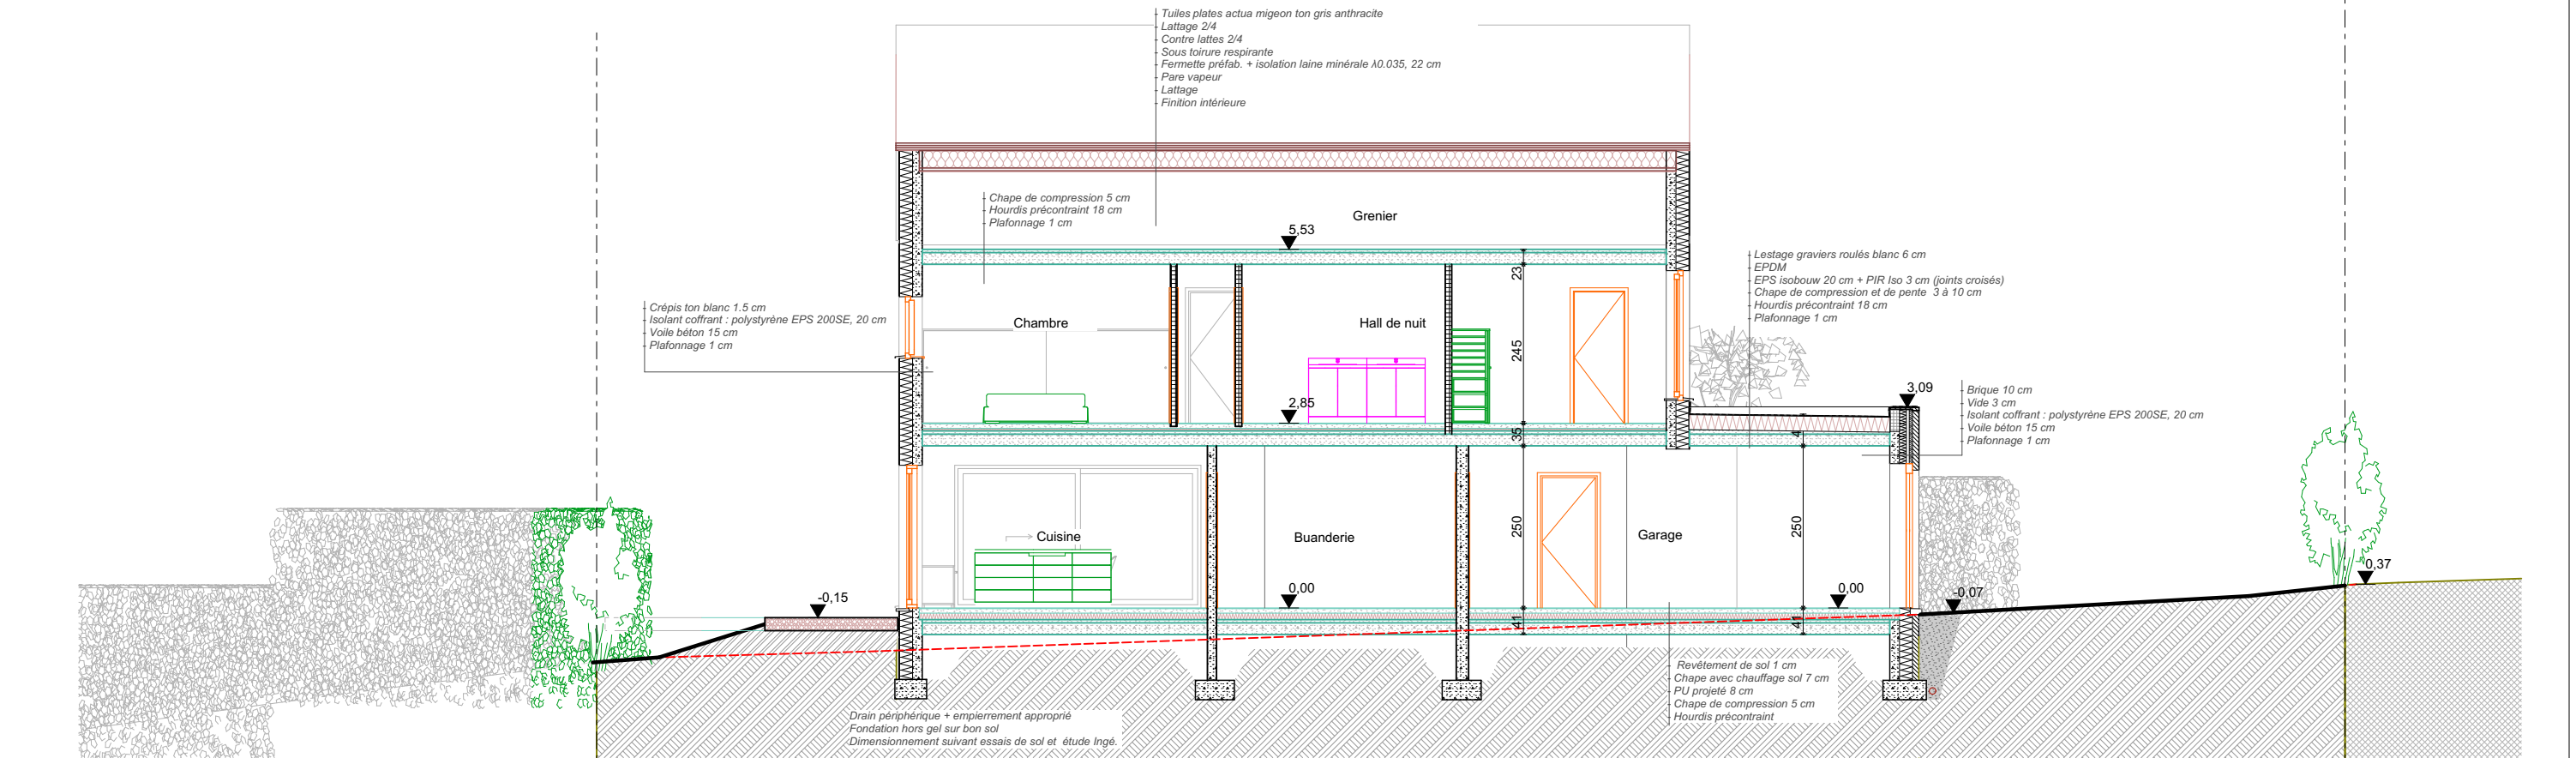 Tuiles plates actua migeon ton gris anthracite
Lattage 2/4
Contre lattes 2/4
Sous toirure respirante
Fermette préfab. + isolation laine minérale λ0.035, 22 cm
Pare vapeur
Lattage
Finition intérieure
Chape de compression 5 cm
Hourdis précontraint 18 cm
Plafonnage 1 cm
Grenier
5,53
Lestage graviers roulés blanc 6 cm
EPDM
EPS isobouw 20 cm + PIR Iso 3 cm (joints croisés)
Chape de compression et de pente 3 à 10 cm
Hourdis précontraint 18 cm
Plafonnage 1 cm
23
Crépis ton blanc 1.5 cm
Isolant coffrant : polystyrène EPS 200SE, 20 cm
Voile béton 15 cm
Plafonnage 1 cm
Chambre
Hall de nuit
245
3,09
Brique 10 cm
Vide 3 cm
Isolant coffrant : polystyrène EPS 200SE, 20 cm
Voile béton 15 cm
Plafonnage 1 cm
2,85
35
4
Cuisine
Buanderie
250
Garage
250
0,37
-0,15
0,00
0,00
-0,07
41
41
Revêtement de sol 1 cm
Chape avec chauffage sol 7 cm
PU projeté 8 cm
Chape de compression 5 cm
Hourdis précontraint
Drain périphérique + empierrement approprié
Fondation hors gel sur bon sol
Dimensionnement suivant essais de sol et étude Ingé.